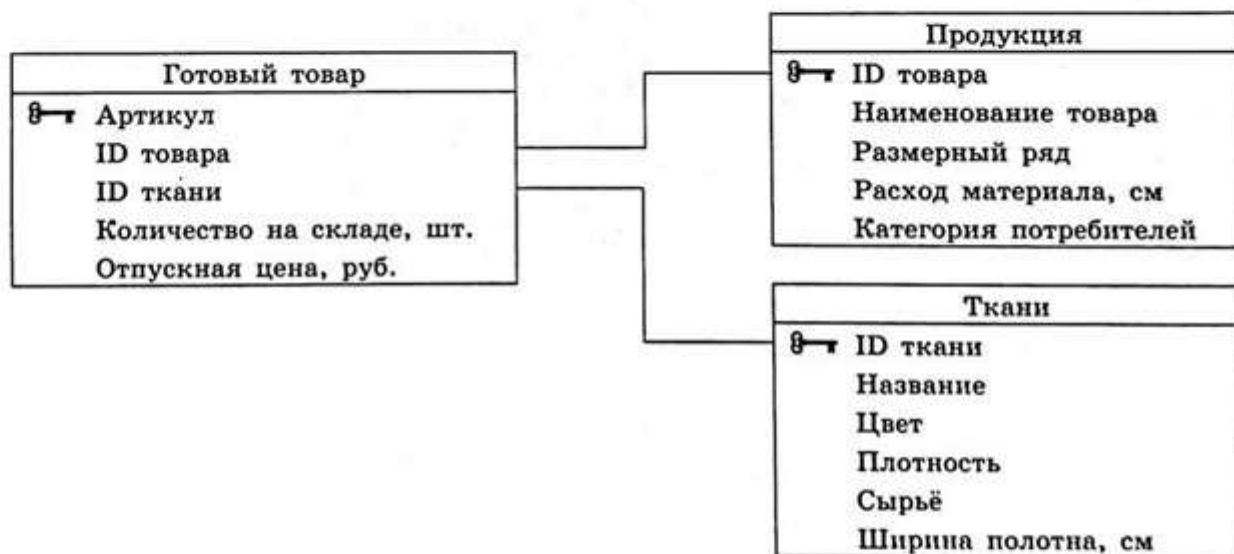 Готовый товар
Артикул
ID товара
ID ткани
Количество на складе, шт.
Отпускная цена, руб.
Продукция
ID товара
Наименование товара
Размерный ряд
Расход материала, см
Категория потребителей
Ткани
ID ткани
Название
Цвет
Плотность
Сырьё
Ширина полотна, см